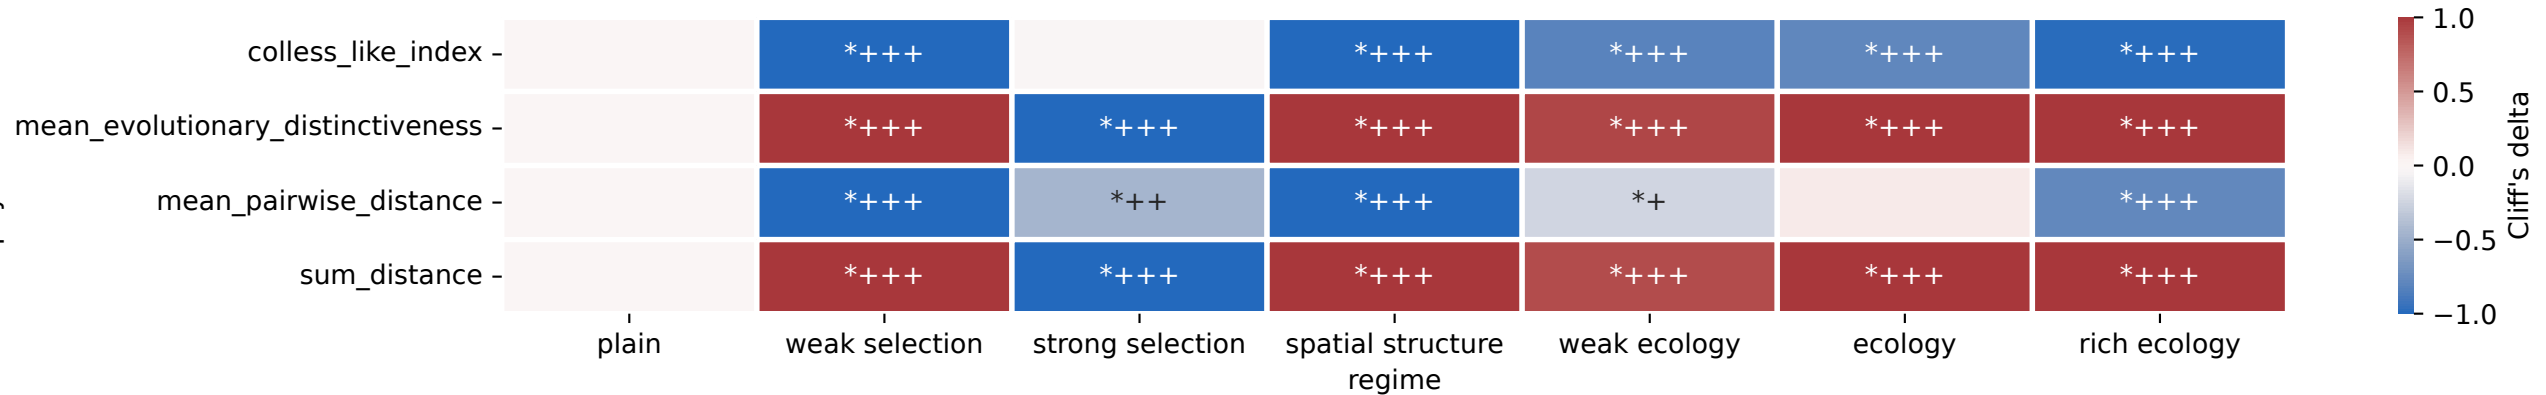 colless_like_index *+++ *+++ *+++ *+++ *+++
mean_evolutionary_distinctiveness *+++ *+++ *+++ *+++ *+++ *+++
mean_pairwise_distance *+++ *++ *+++ *+ *+++
sum_distance *+++ *+++ *+++ *+++ *+++ *+++
plain weak selection strong selection spatial structure weak ecology ecology rich ecology
regime
1.0
0.5
0.0
−0.5
−1.0
Cliff's delta